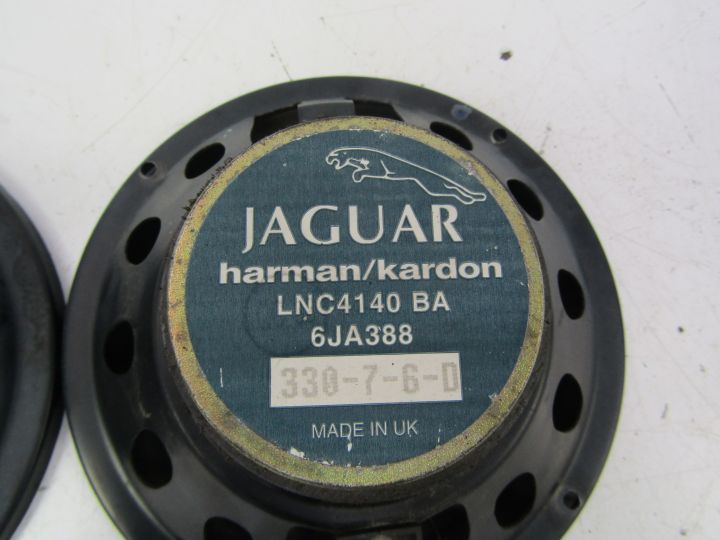 JAGUAR
harman/kardon
LNC4140 BA
6JA388
330-7-6-D
MADE IN UK